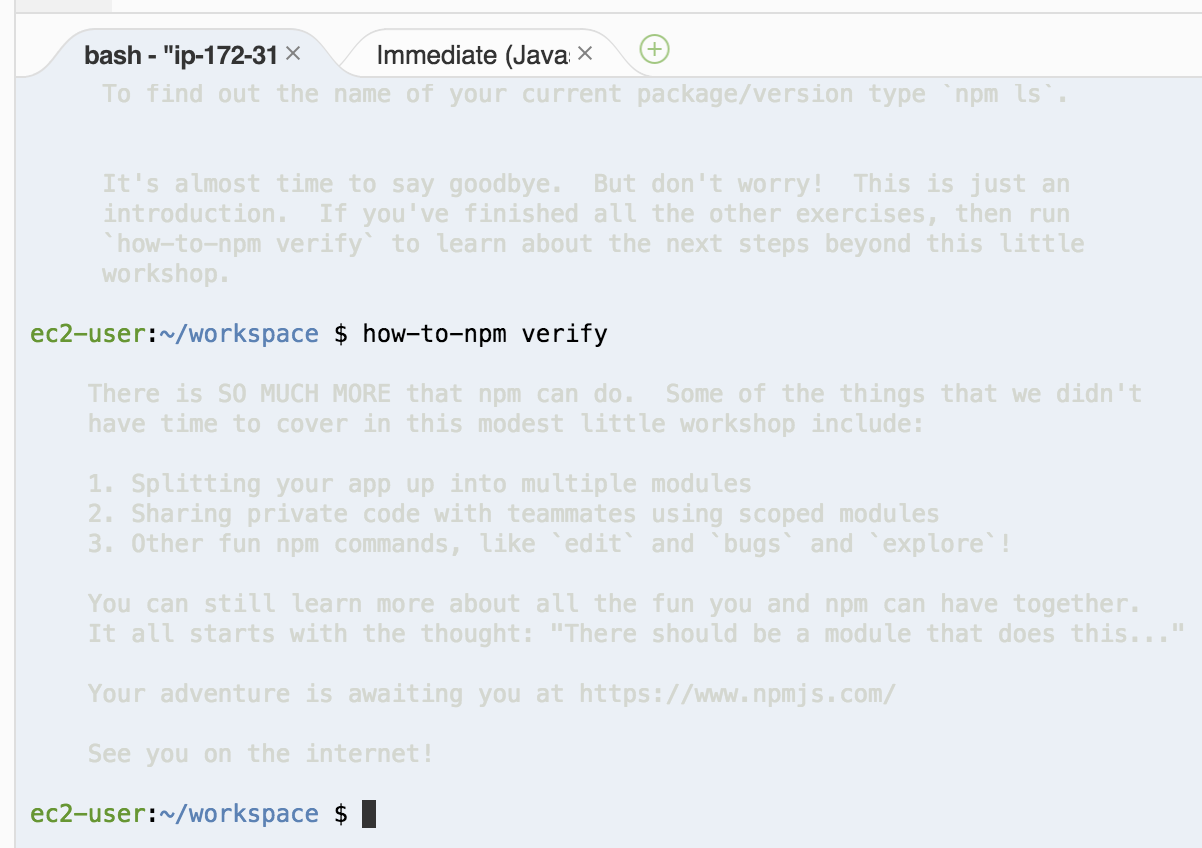 bash - "ip-172-31
Immediate (Javas
To find out the name of your current package/version type `npm ls`.
It's almost time to say goodbye.  But don't worry!  This is just an
introduction.  If you've finished all the other exercises, then run
`how-to-npm verify` to learn about the next steps beyond this little
workshop.
ec2-user:~/workspace $ how-to-npm verify
There is SO MUCH MORE that npm can do.  Some of the things that we didn't
have time to cover in this modest little workshop include:
1. Splitting your app up into multiple modules
2. Sharing private code with teammates using scoped modules
3. Other fun npm commands, like `edit` and `bugs` and `explore`!
You can still learn more about all the fun you and npm can have together.
It all starts with the thought: "There should be a module that does this..."
Your adventure is awaiting you at https://www.npmjs.com/
See you on the internet!
ec2-user:~/workspace $